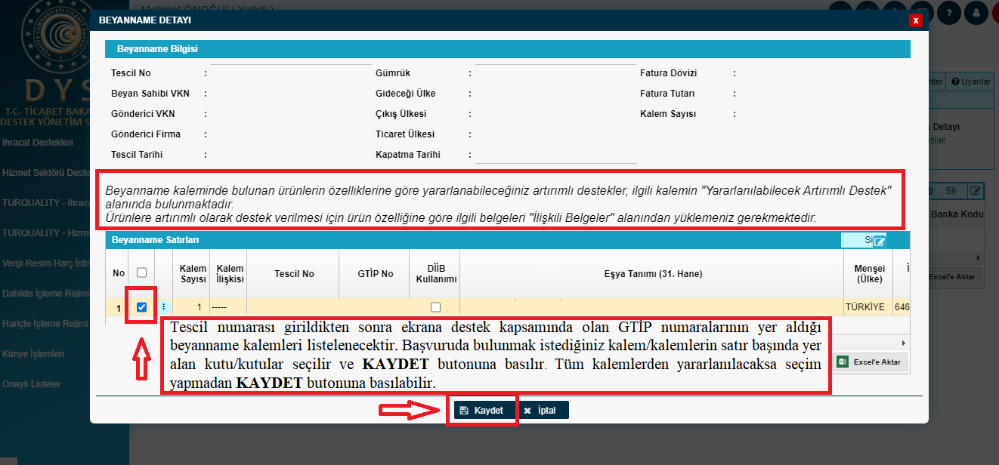 Mehmet ÖNOĞUL( Yetkili )
BEYANNAME DETAYI
x
?
DYS
T.C. TİCARET BAKA
DESTEK YÖNETİM S
İhracat Destekleri
Hizmet Sektörü Deste
TURQUALITY - İhrac
TURQUALITY - Hizm
Vergi Resim Harç İstis
Dahilde İşleme Rejimi
Hariçte İşleme Rejimi
Künye İşlemleri
Onaylı Listeler
Beyanname Bilgisi
Tescil No : Gümrük : Fatura Dövizi :
Beyan Sahibi VKN : Gideceği Ülke : Fatura Tutarı :
Gönderici VKN : Çıkış Ülkesi : Kalem Sayısı :
Gönderici Firma : Ticaret Ülkesi :
Tescil Tarihi : Kapatma Tarihi :
Beyanname kaleminde bulunan ürünlerin özelliklerine göre yararlanabileceğiniz artırımlı destekler, ilgili kalemin "Yararlanılabilecek Artırımlı Destek"
alanında bulunmaktadır.
Ürünlere artırımlı olarak destek verilmesi için ürün özelliğine göre ilgili belgeleri "İlişkili Belgeler" alanından yüklemeniz gerekmektedir.
Beyanname Satırları
No Kalem Sayısı Kalem İlişkisi Tescil No GTİP No DİİB Kullanımı Eşya Tanımı (31. Hane) Menşei (Ülke) İ
1 1 ----- TÜRKİYE 646
Tescil numarası girildikten sonra ekrana destek kapsamında olan GTİP numaralarının yer aldığı
beyanname kalemleri listelenecektir. Başvuruda bulunmak istediğiniz kalem/kalemlerin satır başında yer
alan kutu/kutular seçilir ve KAYDET butonuna basılır. Tüm kalemlerden yararlanılacaksa seçim
yapmadan KAYDET butonuna basılabilir.
Excel'e Aktar
Kaydet İptal
tler Uyarılar
Detayı
slak
Sil
Banka Kodu
Excel'e Aktar